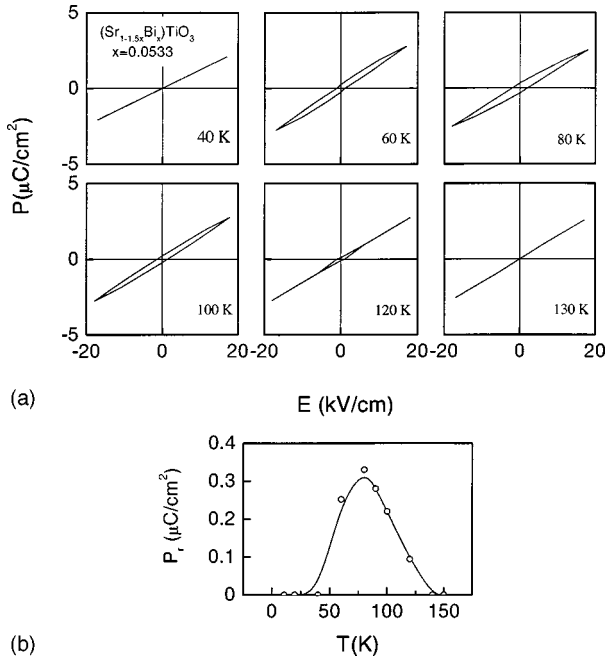 (Sr1-1.5xBix)TiO3
x=0.0533
5
0
-5
40 K
60 K
80 K
5
0
-5
100 K
120 K
130 K
P(μC/cm2)
-20 0 20 -20 0 20 -20 0 20
(a)
E (kV/cm)
0.4
0.3
0.2
0.1
0
Pr (μC/cm2)
0 50 100 150
(b)
T(K)